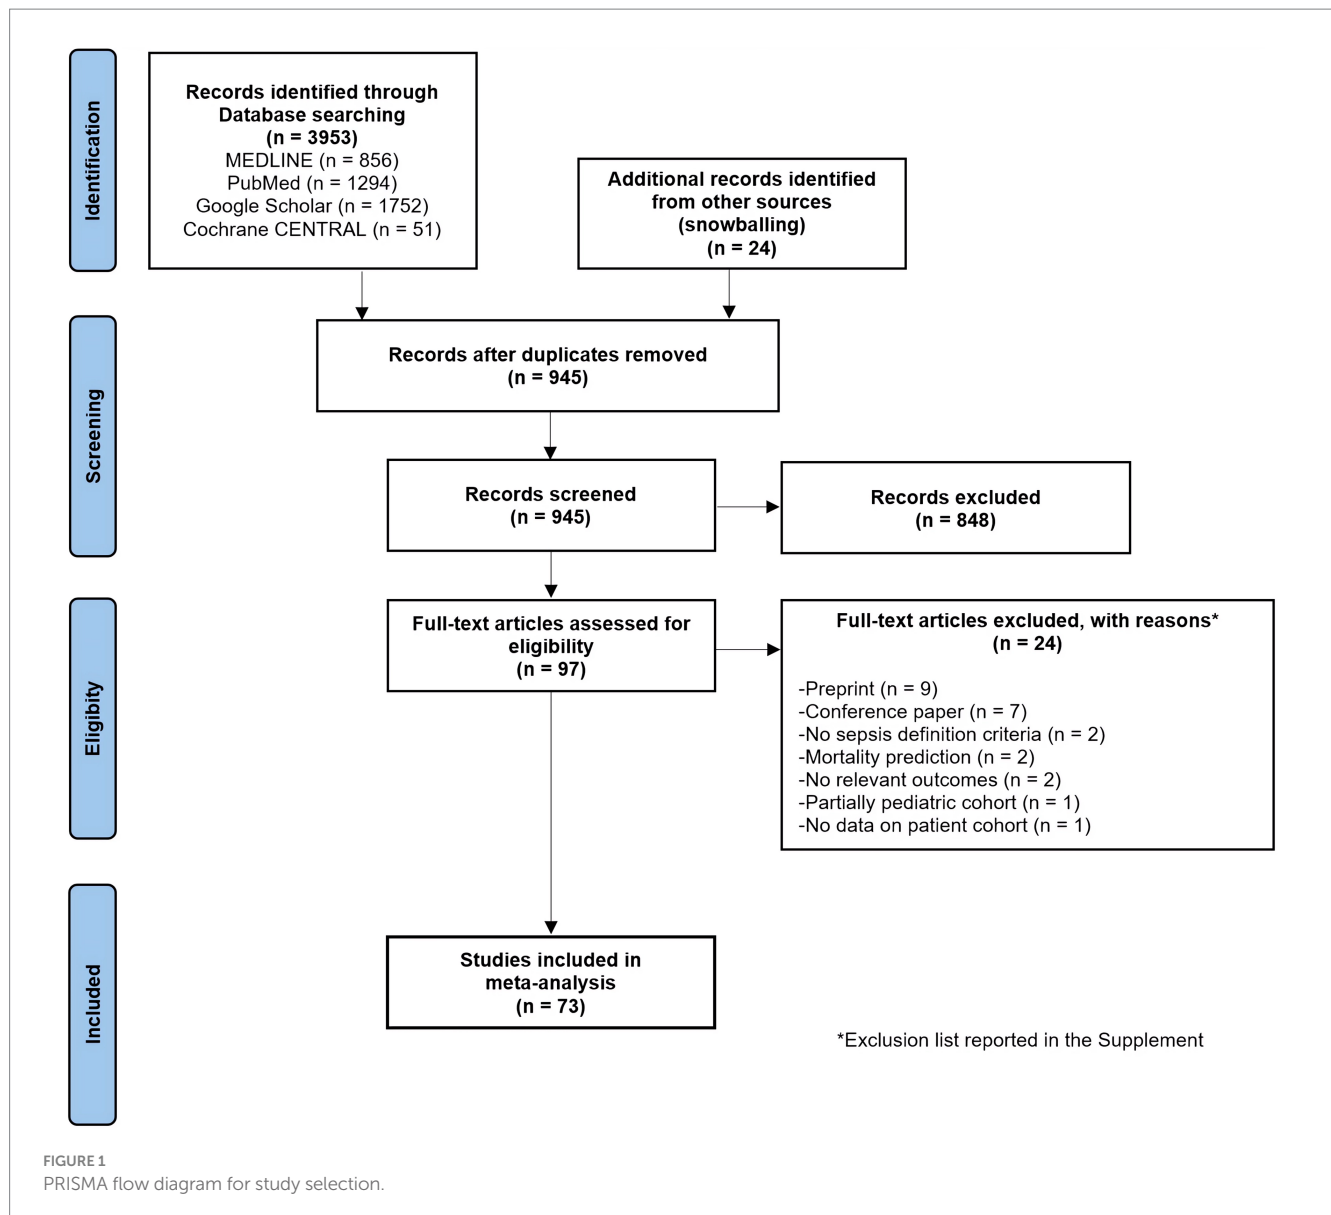 Identification
Records identified through
Database searching
(n = 3953)
MEDLINE (n = 856)
PubMed (n = 1294)
Google Scholar (n = 1752)
Cochrane CENTRAL (n = 51)
Additional records identified
from other sources
(snowballing)
(n = 24)
Screening
Records after duplicates removed
(n = 945)
Records screened
(n = 945)
Records excluded
(n = 848)
Eligibity
Full-text articles assessed for
eligibility
(n = 97)
Full-text articles excluded, with reasons*
(n = 24)
-Preprint (n = 9)
-Conference paper (n = 7)
-No sepsis definition criteria (n = 2)
-Mortality prediction (n = 2)
-No relevant outcomes (n = 2)
-Partially pediatric cohort (n = 1)
-No data on patient cohort (n = 1)
Included
Studies included in
meta-analysis
(n = 73)
*Exclusion list reported in the Supplement
FIGURE 1
PRISMA flow diagram for study selection.